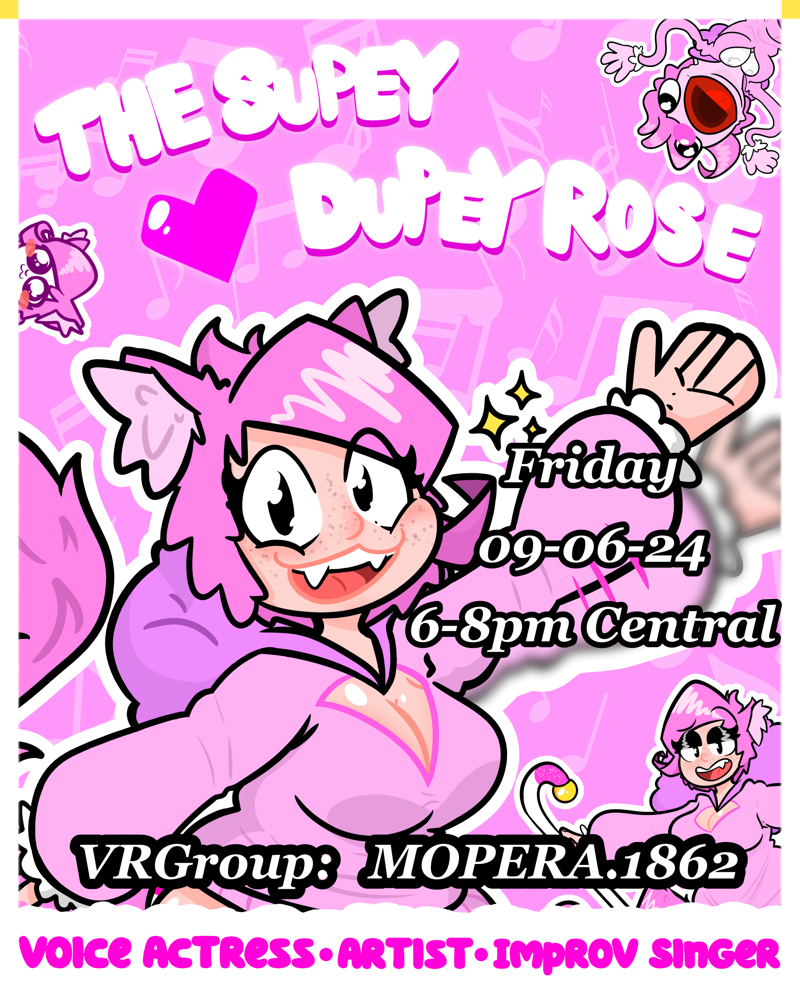 THE SUPEY
DUPEY ROSE
Friday
09-06-24
6-8pm Central
VRGroup: MOPERA.1862
VOICE ACTRESS • ARTIST • IMPROV SINGER